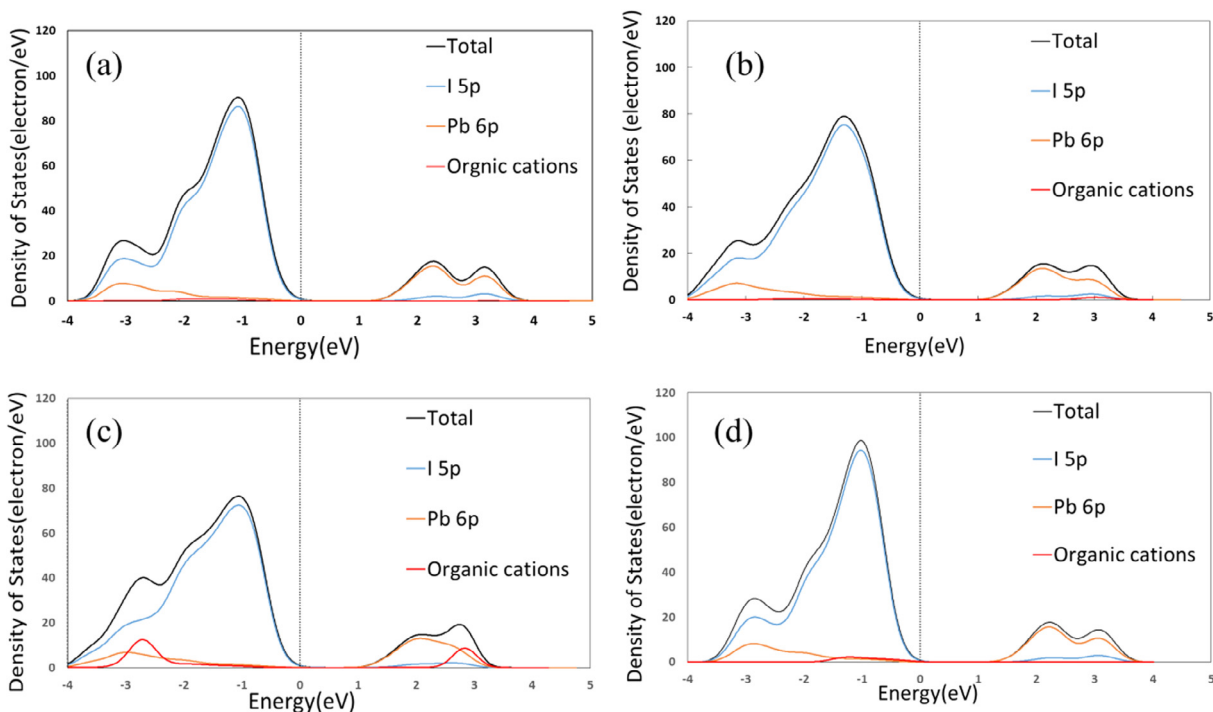 (a)
Density of States(electron/eV)
120
100
80
60
40
20
0
-4 -3 -2 -1 0 1 2 3 4 5
Energy(eV)
Total
I 5p
Pb 6p
Orgnic cations
(b)
Density of States (electron/eV)
120
100
80
60
40
20
0
-4 -3 -2 -1 0 1 2 3 4 5
Energy(eV)
Total
I 5p
Pb 6p
Organic cations
(c)
Density of States(electron/eV)
120
100
80
60
40
20
0
-4 -3 -2 -1 0 1 2 3 4 5
Energy(eV)
Total
I 5p
Pb 6p
Organic cations
(d)
Density of States(electron/eV)
120
100
80
60
40
20
0
-4 -3 -2 -1 0 1 2 3 4 5
Energy(eV)
Total
I 5p
Pb 6p
Organic cations